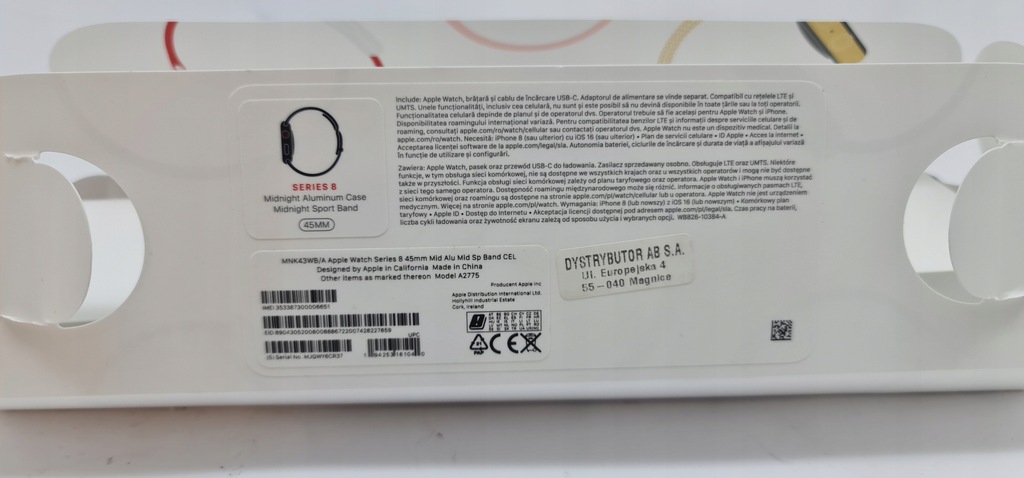 SERIES 8
Midnight Aluminum Case
Midnight Sport Band
45MM
Include: Apple Watch, brățară și cablu de încărcare USB-C. Adaptorul de alimentare se vinde separat. Compatibil cu rețelele LTE și
UMTS. Unele funcționalități, inclusiv cea celulară, nu sunt și este posibil să nu devină disponibile în toate țările sau la toți operatorii.
Funcționalitatea celulară depinde de planul și de operatorul dvs. Operatorul trebuie să fie același pentru Apple Watch și iPhone.
Disponibilitatea roamingului internațional variază. Pentru compatibilitatea benzilor LTE și informații despre serviciile celulare și de
roaming, consultați apple.com/ro/watch/cellular sau contactați operatorul dvs. Apple Watch nu este un dispozitiv medical. Detalii la
apple.com/ro/watch. Necesită: iPhone 8 (sau ulterior) cu iOS 16 (sau ulterior) • Plan de servicii celulare • ID Apple • Acces la internet •
Acceptarea licenței software de la apple.com/legal/sla. Autonomia bateriei, ciclurile de încărcare și durata de viață a afișajului variază
în funcție de utilizare și configurări.
Zawiera: Apple Watch, pasek oraz przewód USB-C do ładowania. Zasilacz sprzedawany osobno. Obsługuje LTE oraz UMTS. Niektóre
funkcje, w tym obsługa sieci komórkowej, nie są dostępne we wszystkich krajach oraz u wszystkich operatorów i mogą nie być dostępne
także w przyszłości. Funkcja obsługi sieci komórkowej zależy od planu taryfowego oraz operatora. Apple Watch i iPhone muszą korzystać
z sieci tego samego operatora. Dostępność roamingu międzynarodowego może się różnić. Informacje o obsługiwanych pasmach LTE,
sieci komórkowej oraz roamingu są dostępne na stronie apple.com/pl/watch/cellular lub u operatora. Apple Watch nie jest urządzeniem
medycznym. Więcej na stronie apple.com/pl/watch. Wymagania: iPhone 8 (lub nowszy) z iOS 16 (lub nowszym) • Komórkowy plan
taryfowy • Apple ID • Dostęp do Internetu • Akceptacja licencji dostępnej pod adresem apple.com/legal/sla. Czas pracy na baterii,
liczba cykli ładowania oraz żywotność ekranu zależą od sposobu użycia i wybranych opcji. WB826-10384-A
MNK43WB/A Apple Watch Series 8 45mm Mid Alu Mid Sp Band CEL
Designed by Apple in California Made in China
Other items as marked thereon Model A2775
Producent Apple Inc
Apple Distribution International Ltd.
Hollyhill Industrial Estate
Cork, Ireland
IMEI 353387300006651
EID 89043052008008886722007428227659
UPC
(S) Serial No. MJQWY6CR37
PAP
CE
DYSTRYBUTOR AB S.A.
Ul. Europejska 4
55-040 Magnice